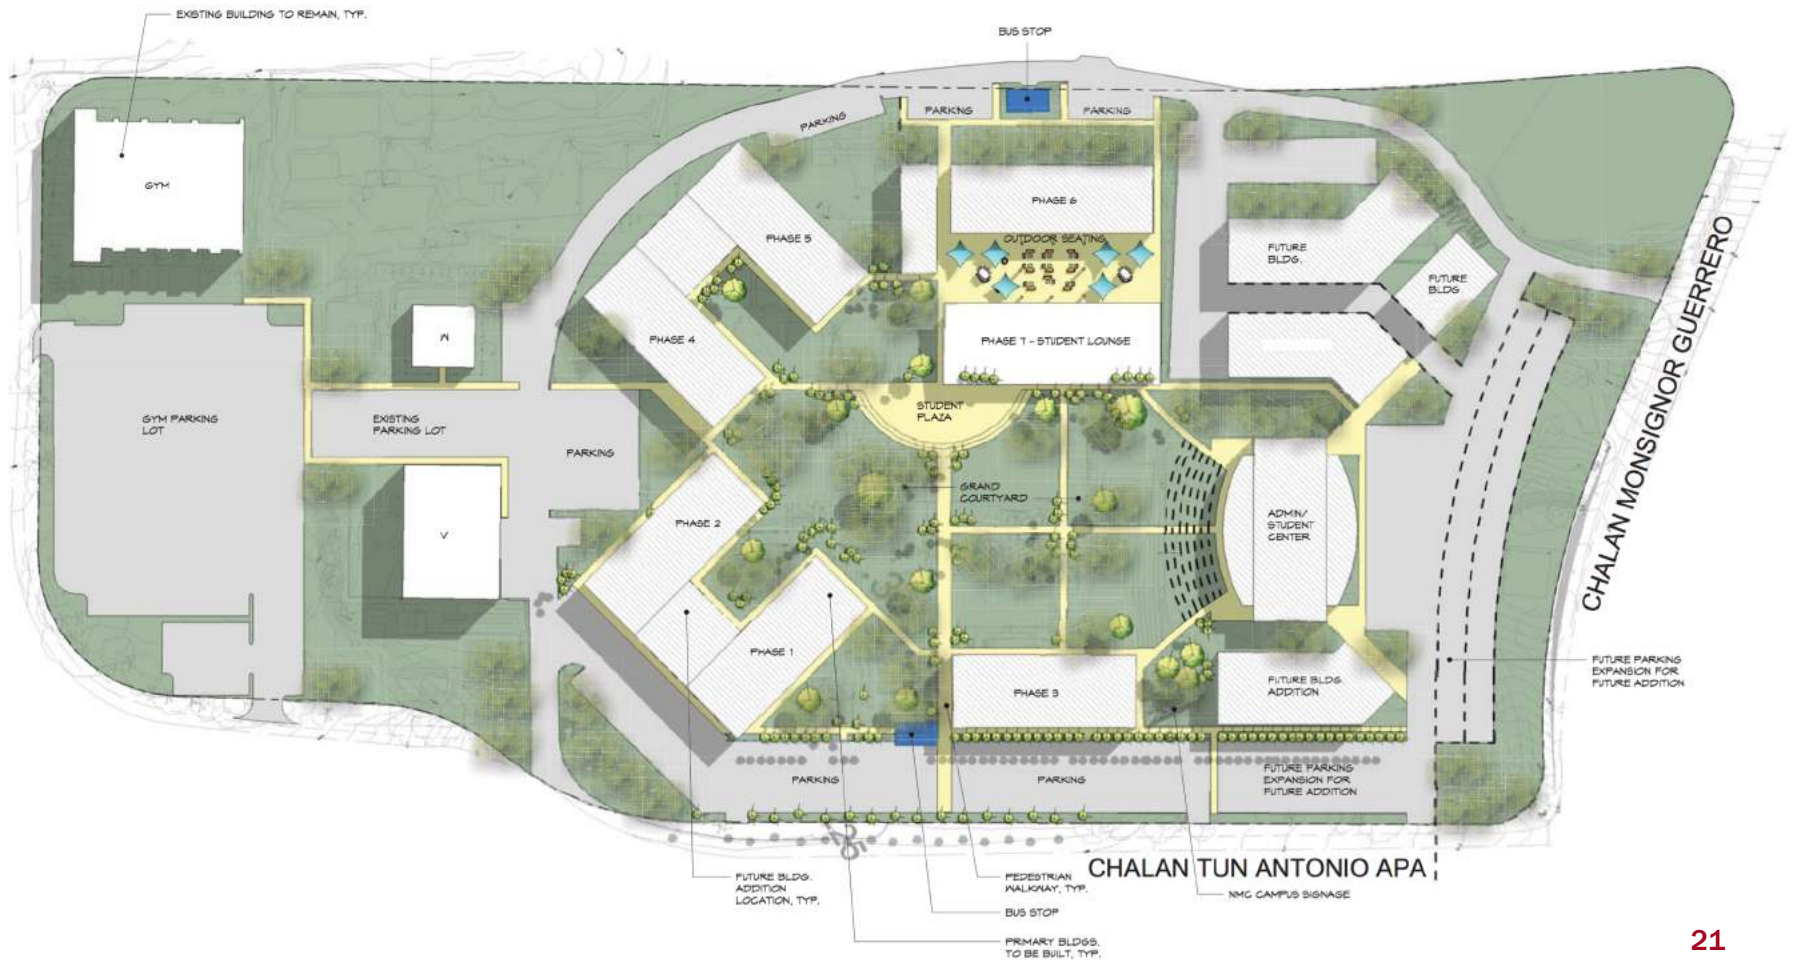 EXISTING BUILDING TO REMAIN, TYP.
BUS STOP
PARKING
PARKING
PARKING
GYM
PHASE 6
PHASE 5
OUTDOOR SEATING
FUTURE
BLDG.
FUTURE
BLDG.
CHALAN MONSIGNOR GUERRERO
N
PHASE 4
PHASE 7 - STUDENT LOUNGE
GYM PARKING
LOT
EXISTING
PARKING LOT
STUDENT
PLAZA
PARKING
GRAND
COURTYARD
PHASE 2
ADMIN/
STUDENT
CENTER
V
PHASE 1
PHASE 3
FUTURE BLDG.
ADDITION
FUTURE PARKING
EXPANSION FOR
FUTURE ADDITION
PARKING
PARKING
FUTURE PARKING
EXPANSION FOR
FUTURE ADDITION
CHALAN TUN ANTONIO APA
FUTURE BLDG.
ADDITION
LOCATION, TYP.
PEDESTRIAN
WALKWAY, TYP.
NMC CAMPUS SIGNAGE
BUS STOP
PRIMARY BLDGS.
TO BE BUILT, TYP.
21